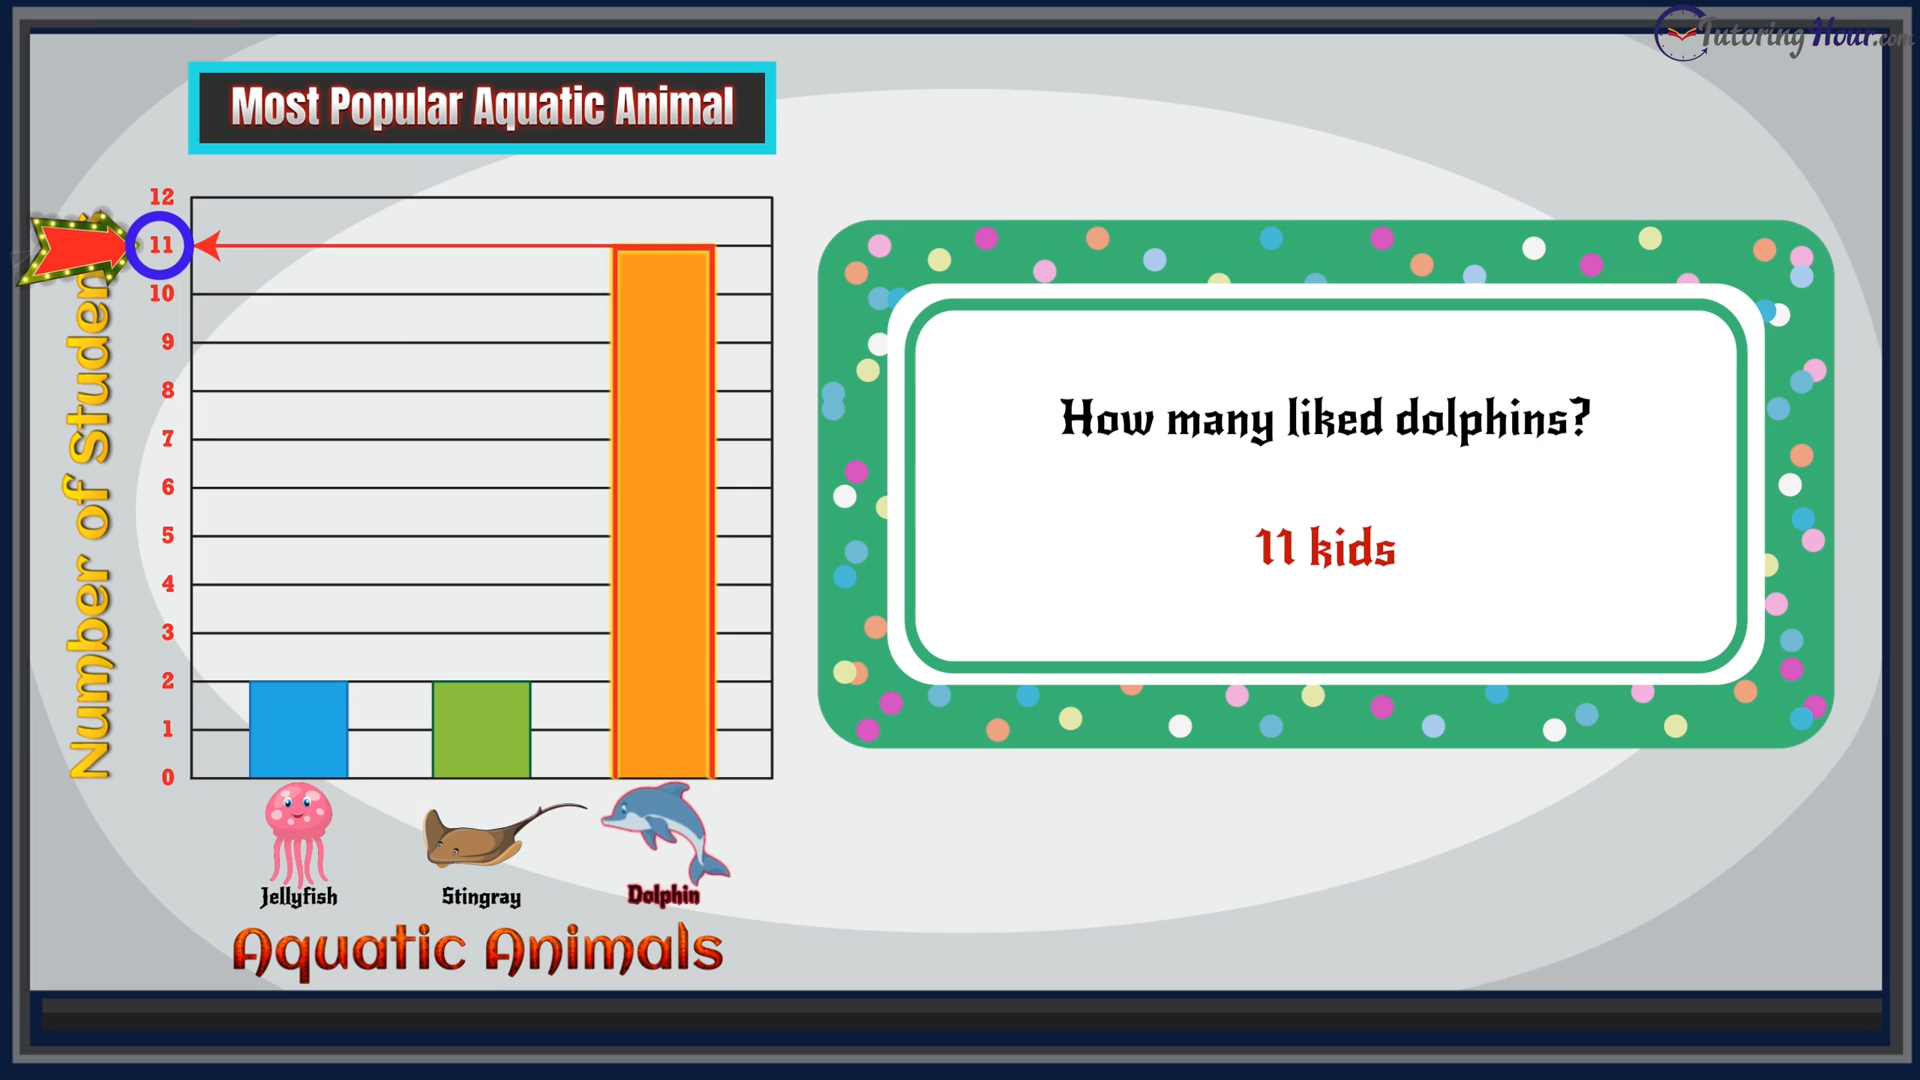 TutoringHour.com
Most Popular Aquatic Animal
12
11
10
9
8
7
6
5
4
3
2
1
0
Number of Students
Jellyfish
Stingray
Dolphin
Aquatic Animals
How many liked dolphins?
11 kids